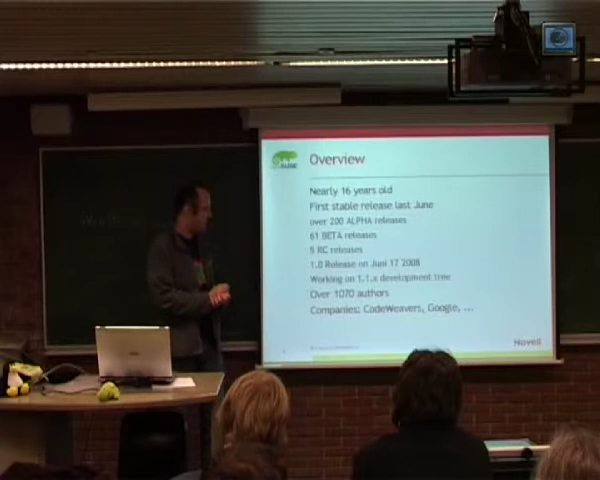 Overview
Nearly 16 years old
First stable release last June
over 200 ALPHA releases
61 BETA releases
5 RC releases
1.0 Release on Juni 17 2008
Working on 1.1.x development tree
Over 1070 authors
Companies: CodeWeavers, Google, ...
Novell